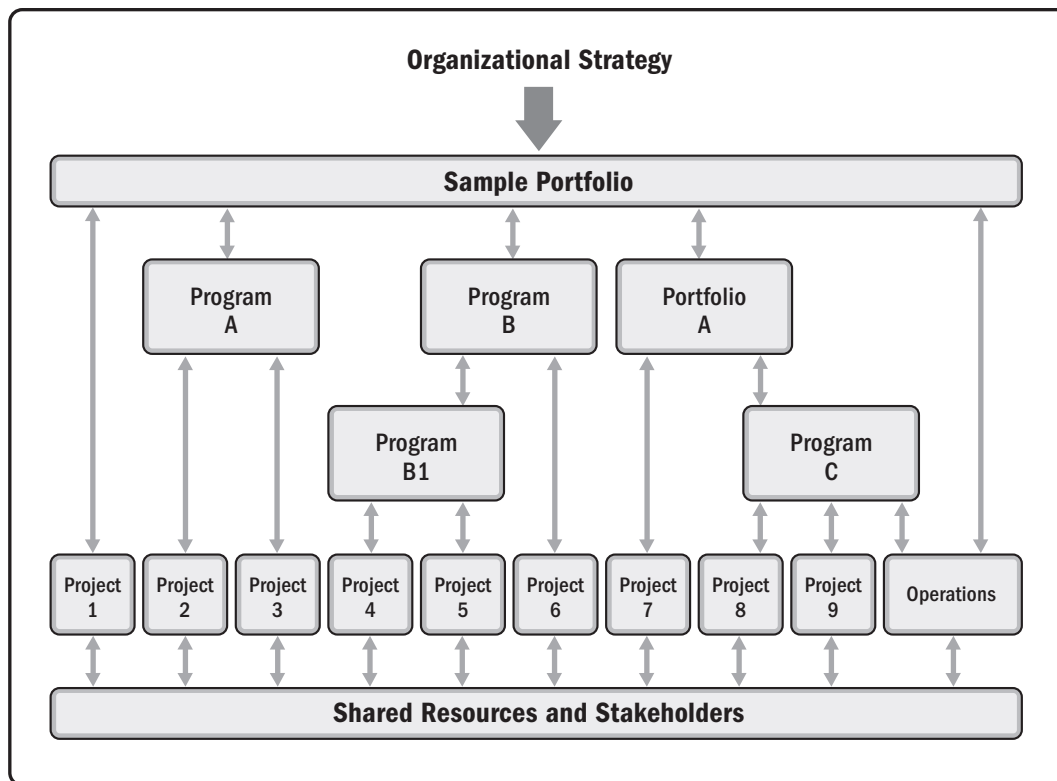 Organizational Strategy
Sample Portfolio
Program
A
Program
B
Portfolio
A
Program
B1
Program
C
Project
1
Project
2
Project
3
Project
4
Project
5
Project
6
Project
7
Project
8
Project
9
Operations
Shared Resources and Stakeholders